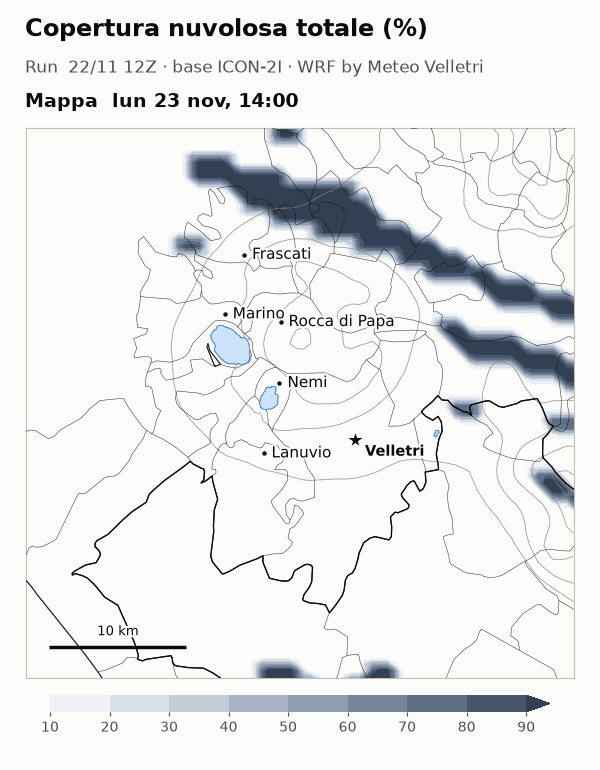 Copertura nuvolosa totale (%)
Run  22/11 12Z · base ICON-2I · WRF by Meteo Velletri
Mappa  lun 23 nov, 14:00
Frascati
Marino
Rocca di Papa
Nemi
Velletri
Lanuvio
10 km
10 20 30 40 50 60 70 80 90